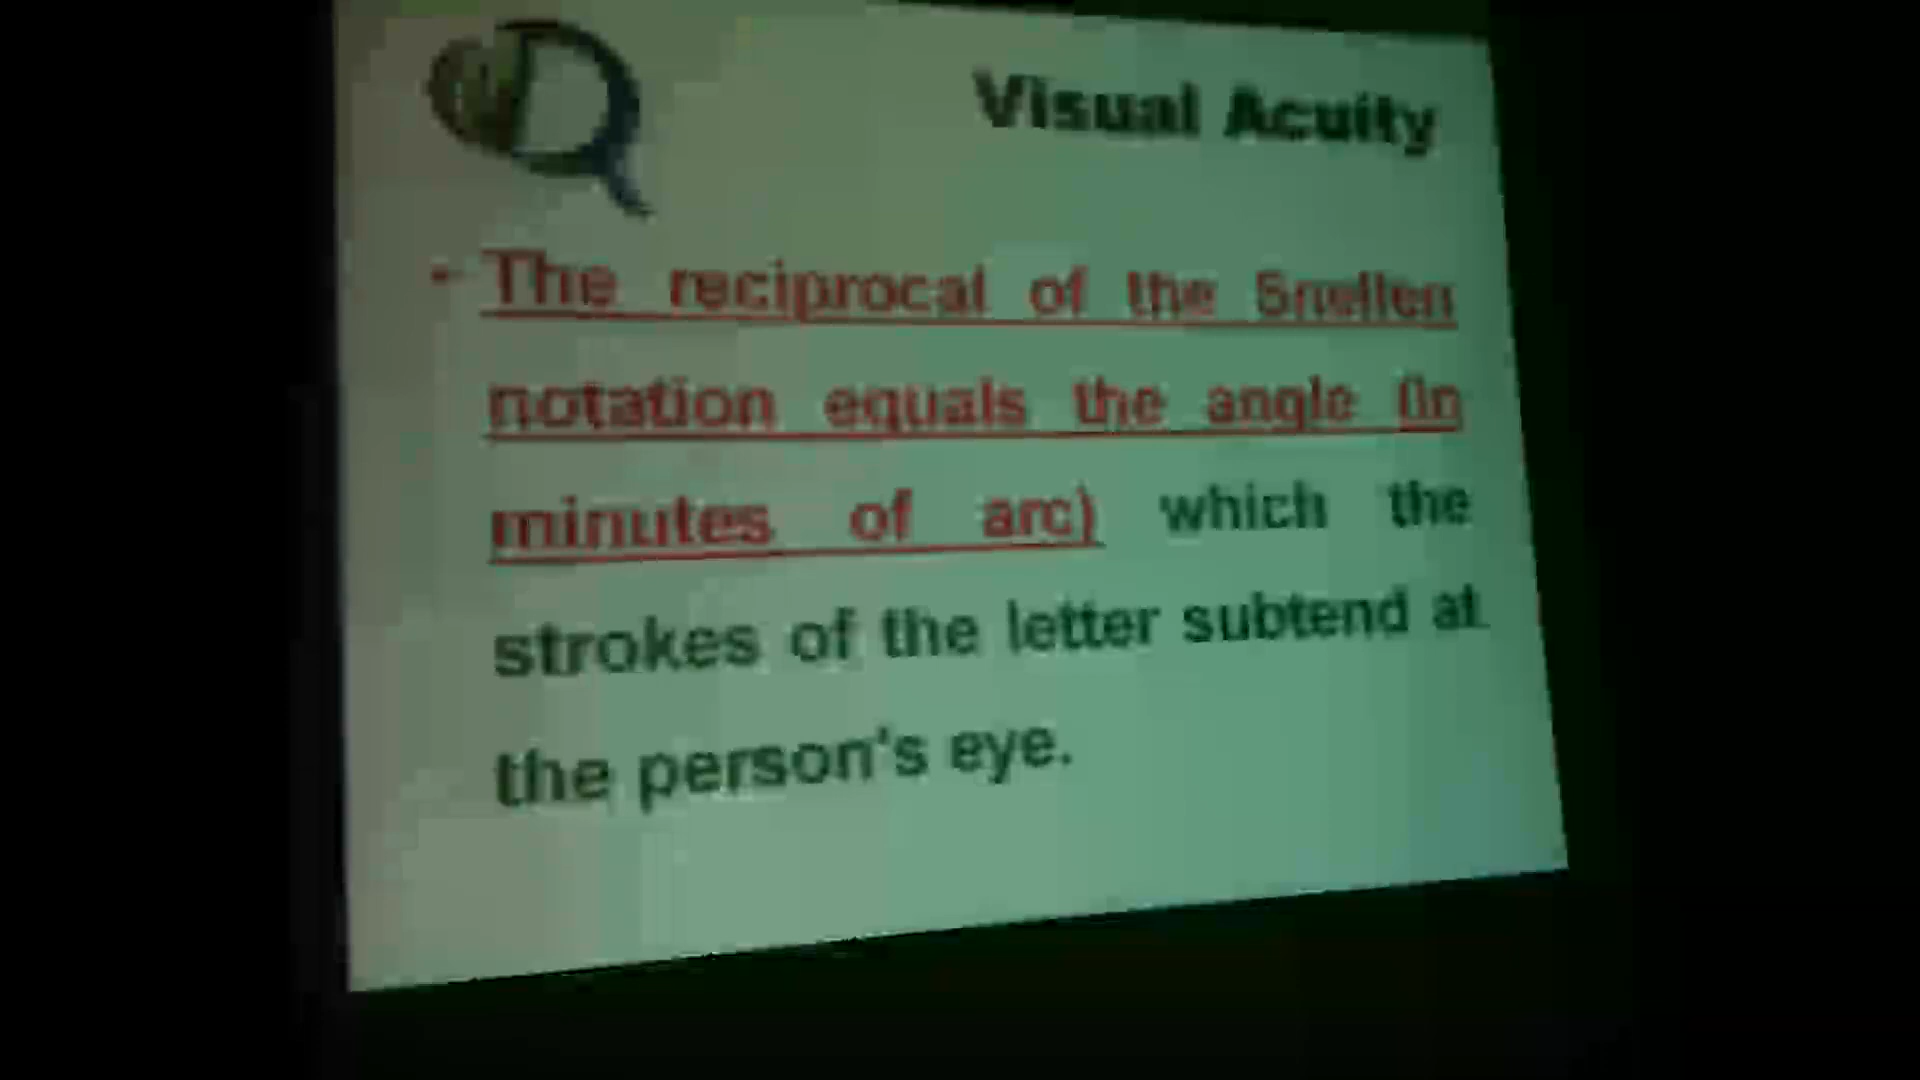 Visual Acuity
• The reciprocal of the Snellen
notation equals the angle (in
minutes of arc) which the
strokes of the letter subtend at
the person's eye.